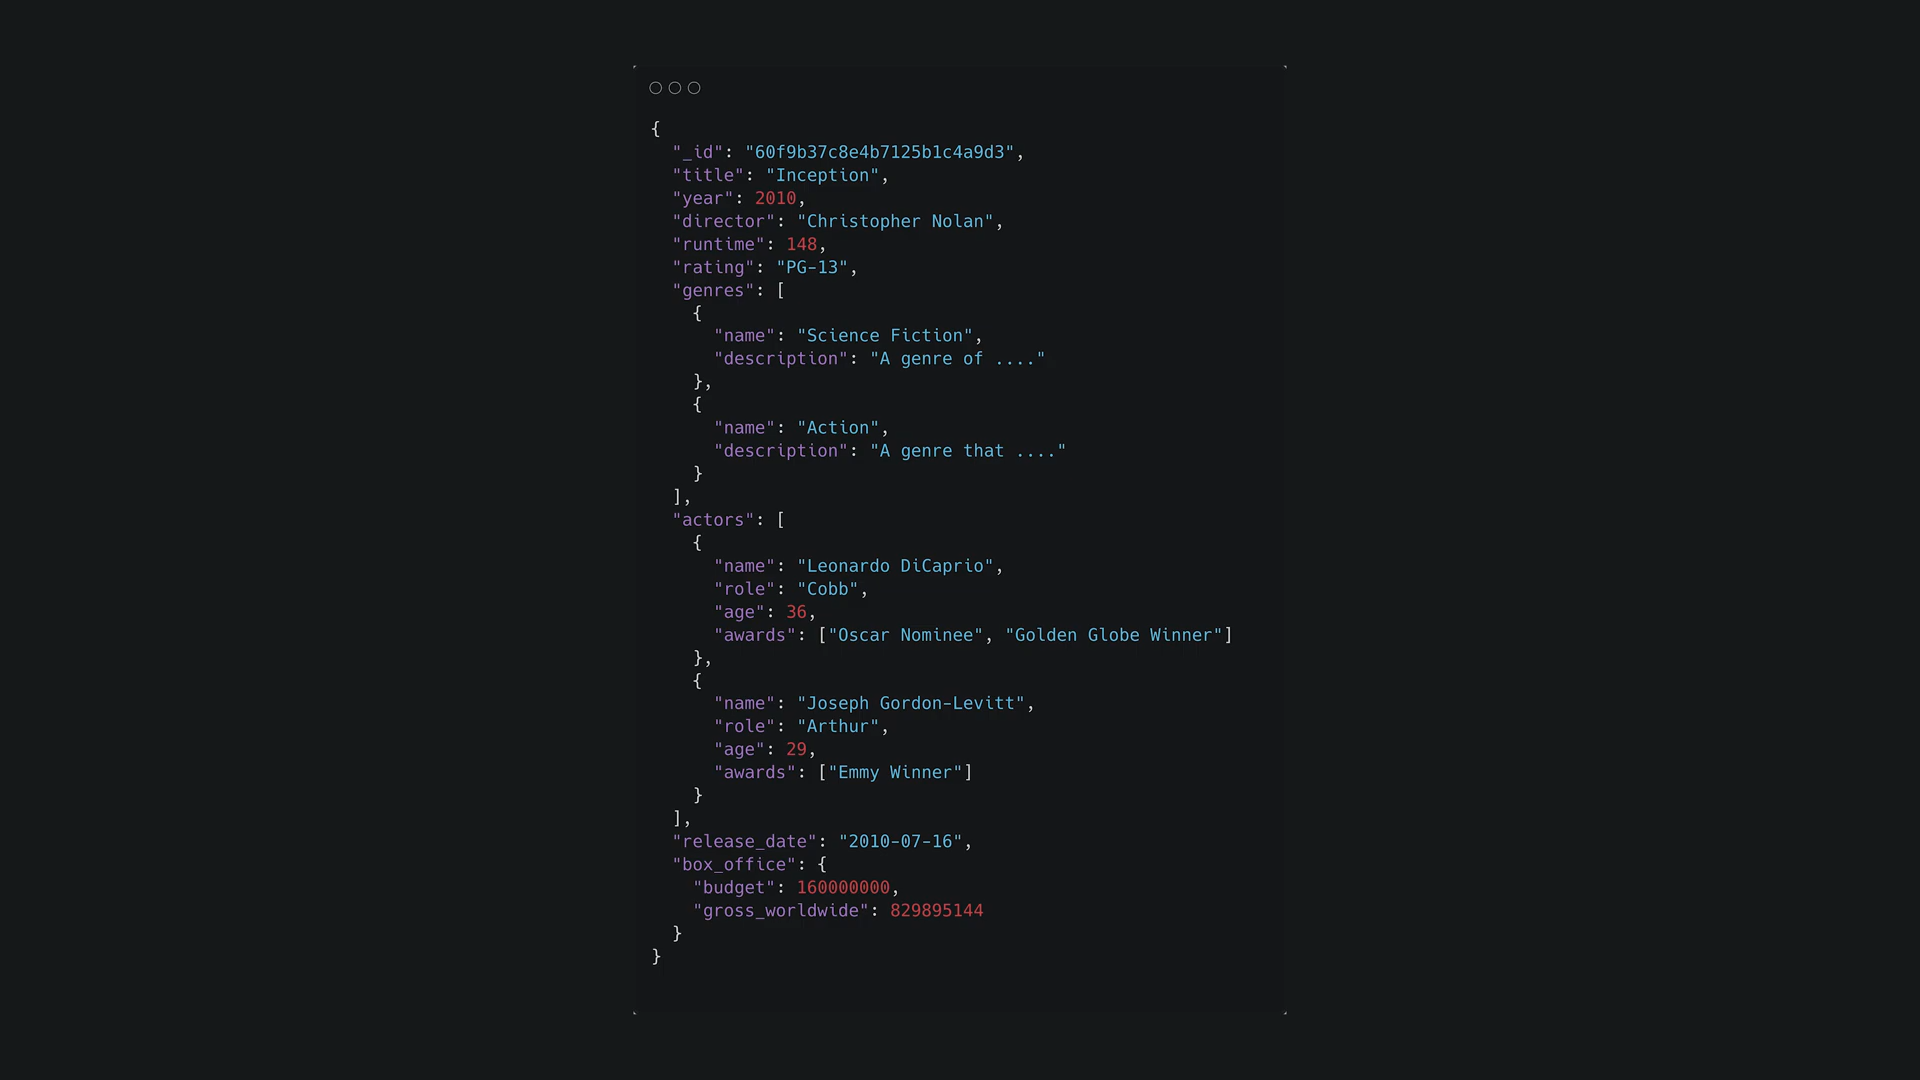 {
  "_id": "60f9b37c8e4b7125b1c4a9d3",
  "title": "Inception",
  "year": 2010,
  "director": "Christopher Nolan",
  "runtime": 148,
  "rating": "PG-13",
  "genres": [
    {
      "name": "Science Fiction",
      "description": "A genre of ...."
    },
    {
      "name": "Action",
      "description": "A genre that ...."
    }
  ],
  "actors": [
    {
      "name": "Leonardo DiCaprio",
      "role": "Cobb",
      "age": 36,
      "awards": ["Oscar Nominee", "Golden Globe Winner"]
    },
    {
      "name": "Joseph Gordon-Levitt",
      "role": "Arthur",
      "age": 29,
      "awards": ["Emmy Winner"]
    }
  ],
  "release_date": "2010-07-16",
  "box_office": {
    "budget": 160000000,
    "gross_worldwide": 829895144
  }
}